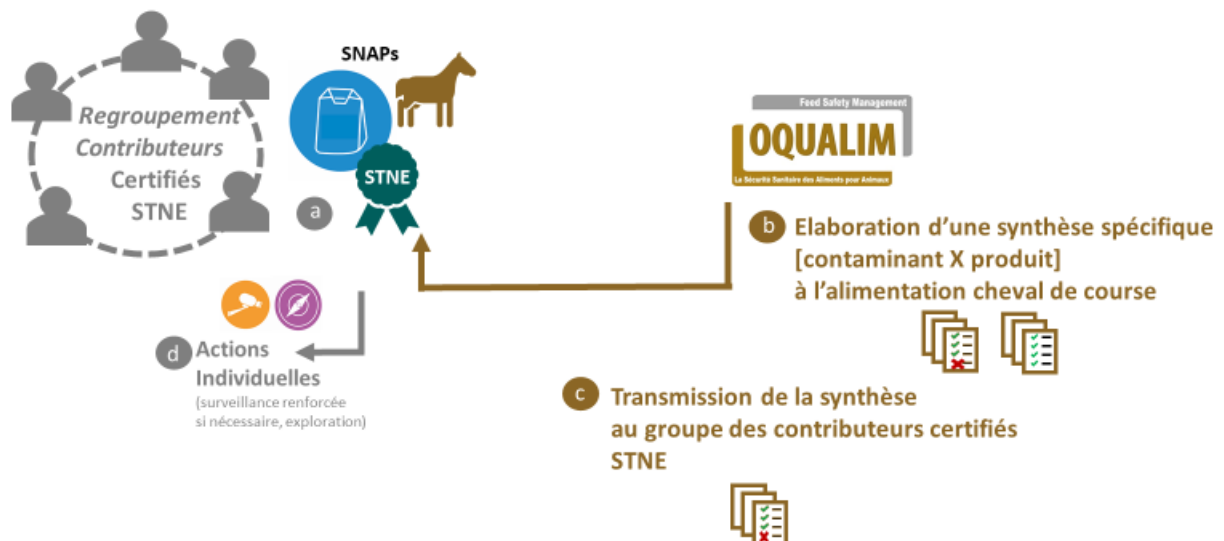 SNAPs
Regroupement
Contributeurs
Certifiés
STNE
STNE
a
Feed Safety Management
OQUALIM
La Sécurité Sanitaire des Aliments pour Animaux
b Elaboration d'une synthèse spécifique
[contaminant X produit]
à l'alimentation cheval de course
d Actions
Individuelles
(surveillance renforcée
si nécessaire, exploration)
c Transmission de la synthèse
au groupe des contributeurs certifiés
STNE